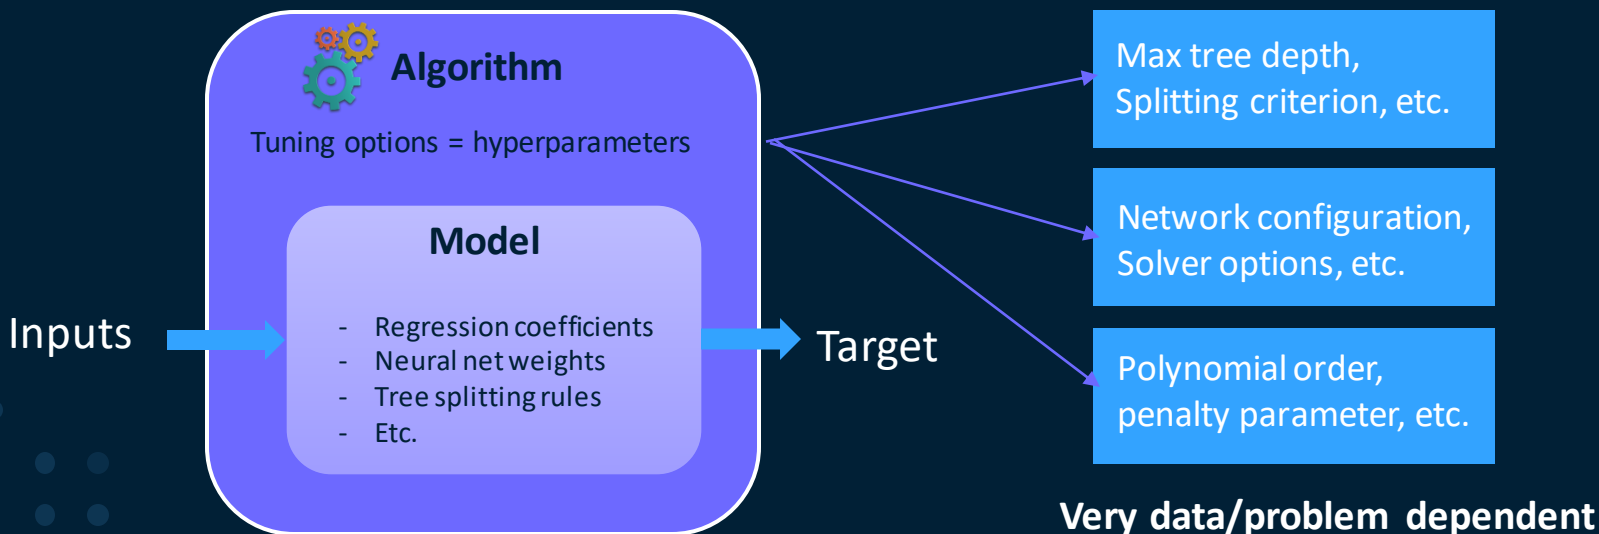 Algorithm
Tuning options = hyperparameters
Model
- Regression coefficients
- Neural net weights
- Tree splitting rules
- Etc.
Inputs
Target
Max tree depth,
Splitting criterion, etc.
Network configuration,
Solver options, etc.
Polynomial order,
penalty parameter, etc.
Very data/problem dependent